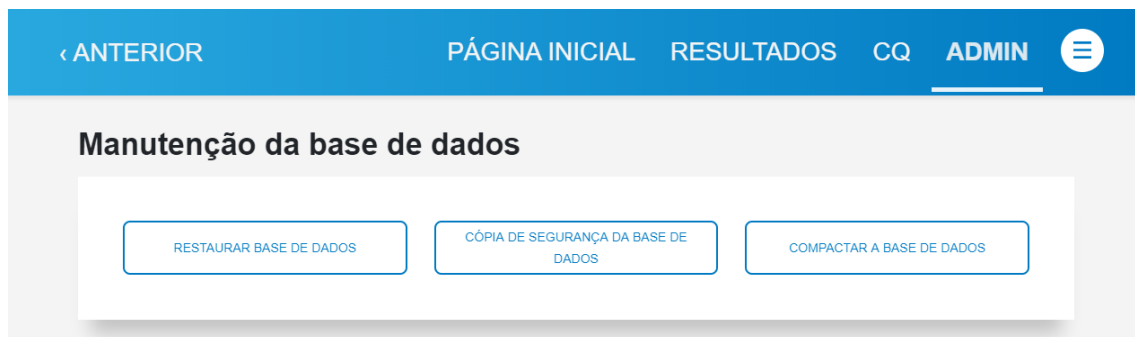 ‹ ANTERIOR PÁGINA INICIAL RESULTADOS CQ ADMIN
Manutenção da base de dados
RESTAURAR BASE DE DADOS
CÓPIA DE SEGURANÇA DA BASE DE
DADOS
COMPACTAR A BASE DE DADOS